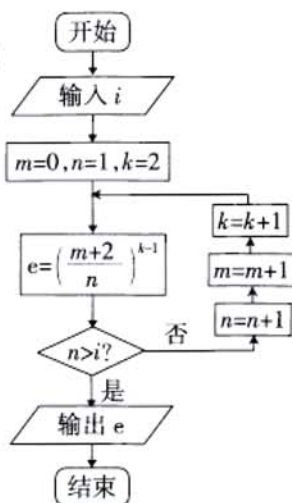 开始
输入 i
m=0,n=1,k=2
e=(m+2/n)^{k-1}
n>i?
否
n=n+1
m=m+1
k=k+1
是
输出 e
结束